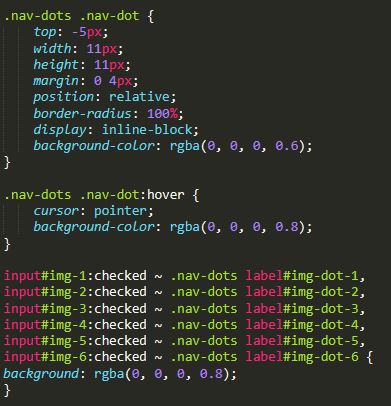 .nav-dots .nav-dot {
top: -5px;
width: 11px;
height: 11px;
margin: 0 4px;
position: relative;
border-radius: 100%;
display: inline-block;
background-color: rgba(0, 0, 0, 0.6);
}
.nav-dots .nav-dot:hover {
cursor: pointer;
background-color: rgba(0, 0, 0, 0.8);
}
input#img-1:checked ~ .nav-dots label#img-dot-1,
input#img-2:checked ~ .nav-dots label#img-dot-2,
input#img-3:checked ~ .nav-dots label#img-dot-3,
input#img-4:checked ~ .nav-dots label#img-dot-4,
input#img-5:checked ~ .nav-dots label#img-dot-5,
input#img-6:checked ~ .nav-dots label#img-dot-6 {
background: rgba(0, 0, 0, 0.8);
}